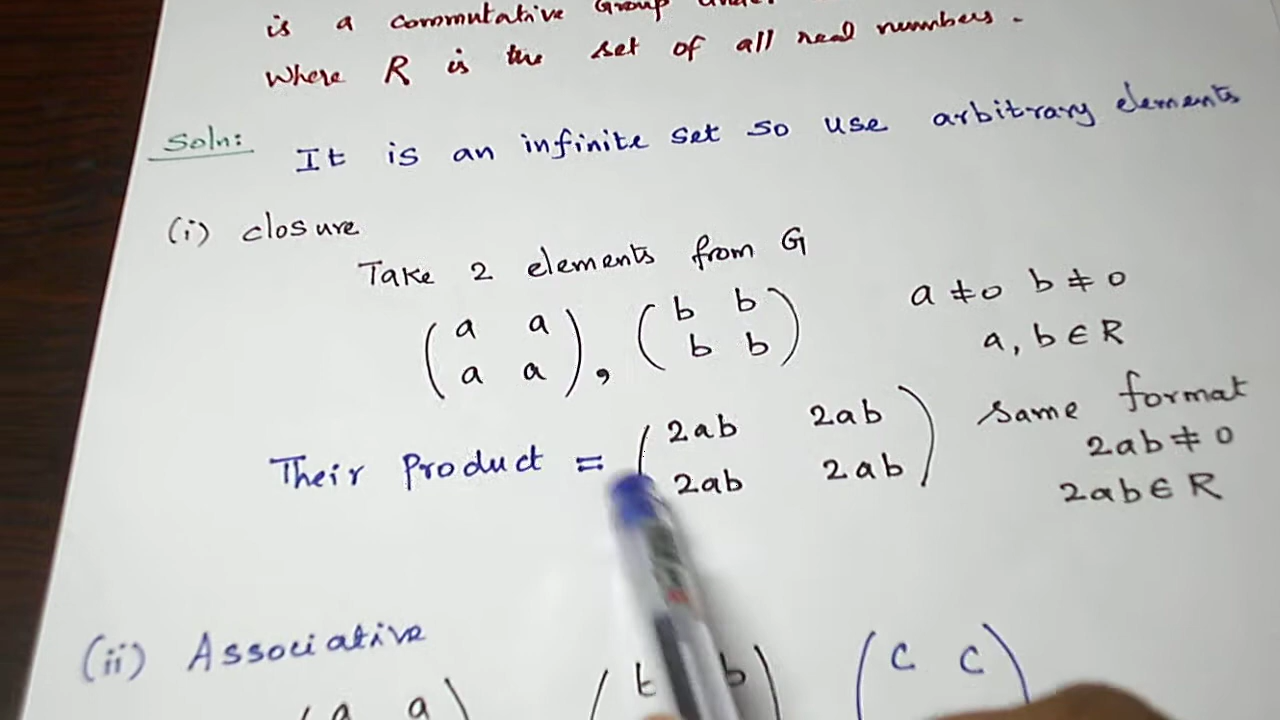 is a commutative Group under
where R is the set of all real numbers.
Soln: It is an infinite set so use arbitrary elements
(i) closure
Take 2 elements from G
(a a), (b b) a ≠ 0 b ≠ 0
(a a) (b b) a, b ∈ R
Their Product = (2ab 2ab) same format
(2ab 2ab) 2ab ≠ 0
2ab ∈ R
(ii) Associative
(a a) ( b) (c c)